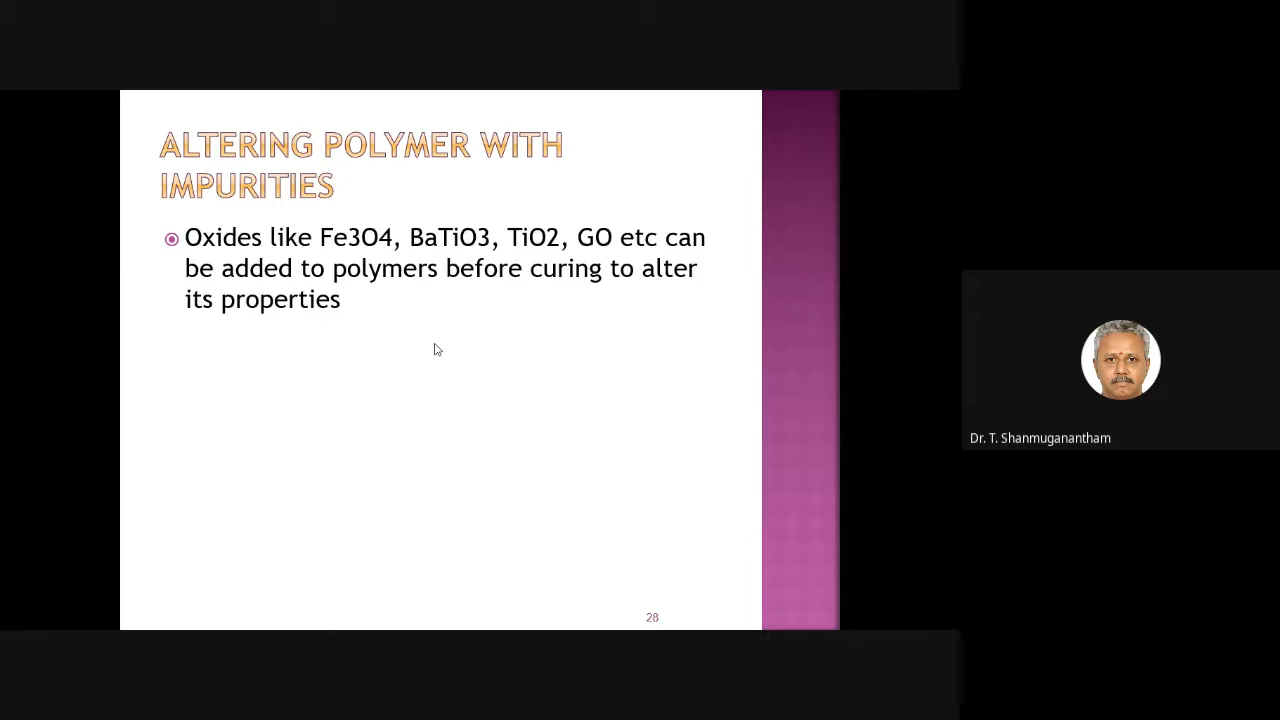 ALTERING POLYMER WITH
IMPURITIES
Oxides like Fe3O4, BaTiO3, TiO2, GO etc can
be added to polymers before curing to alter
its properties
28
Dr. T. Shanmuganantham